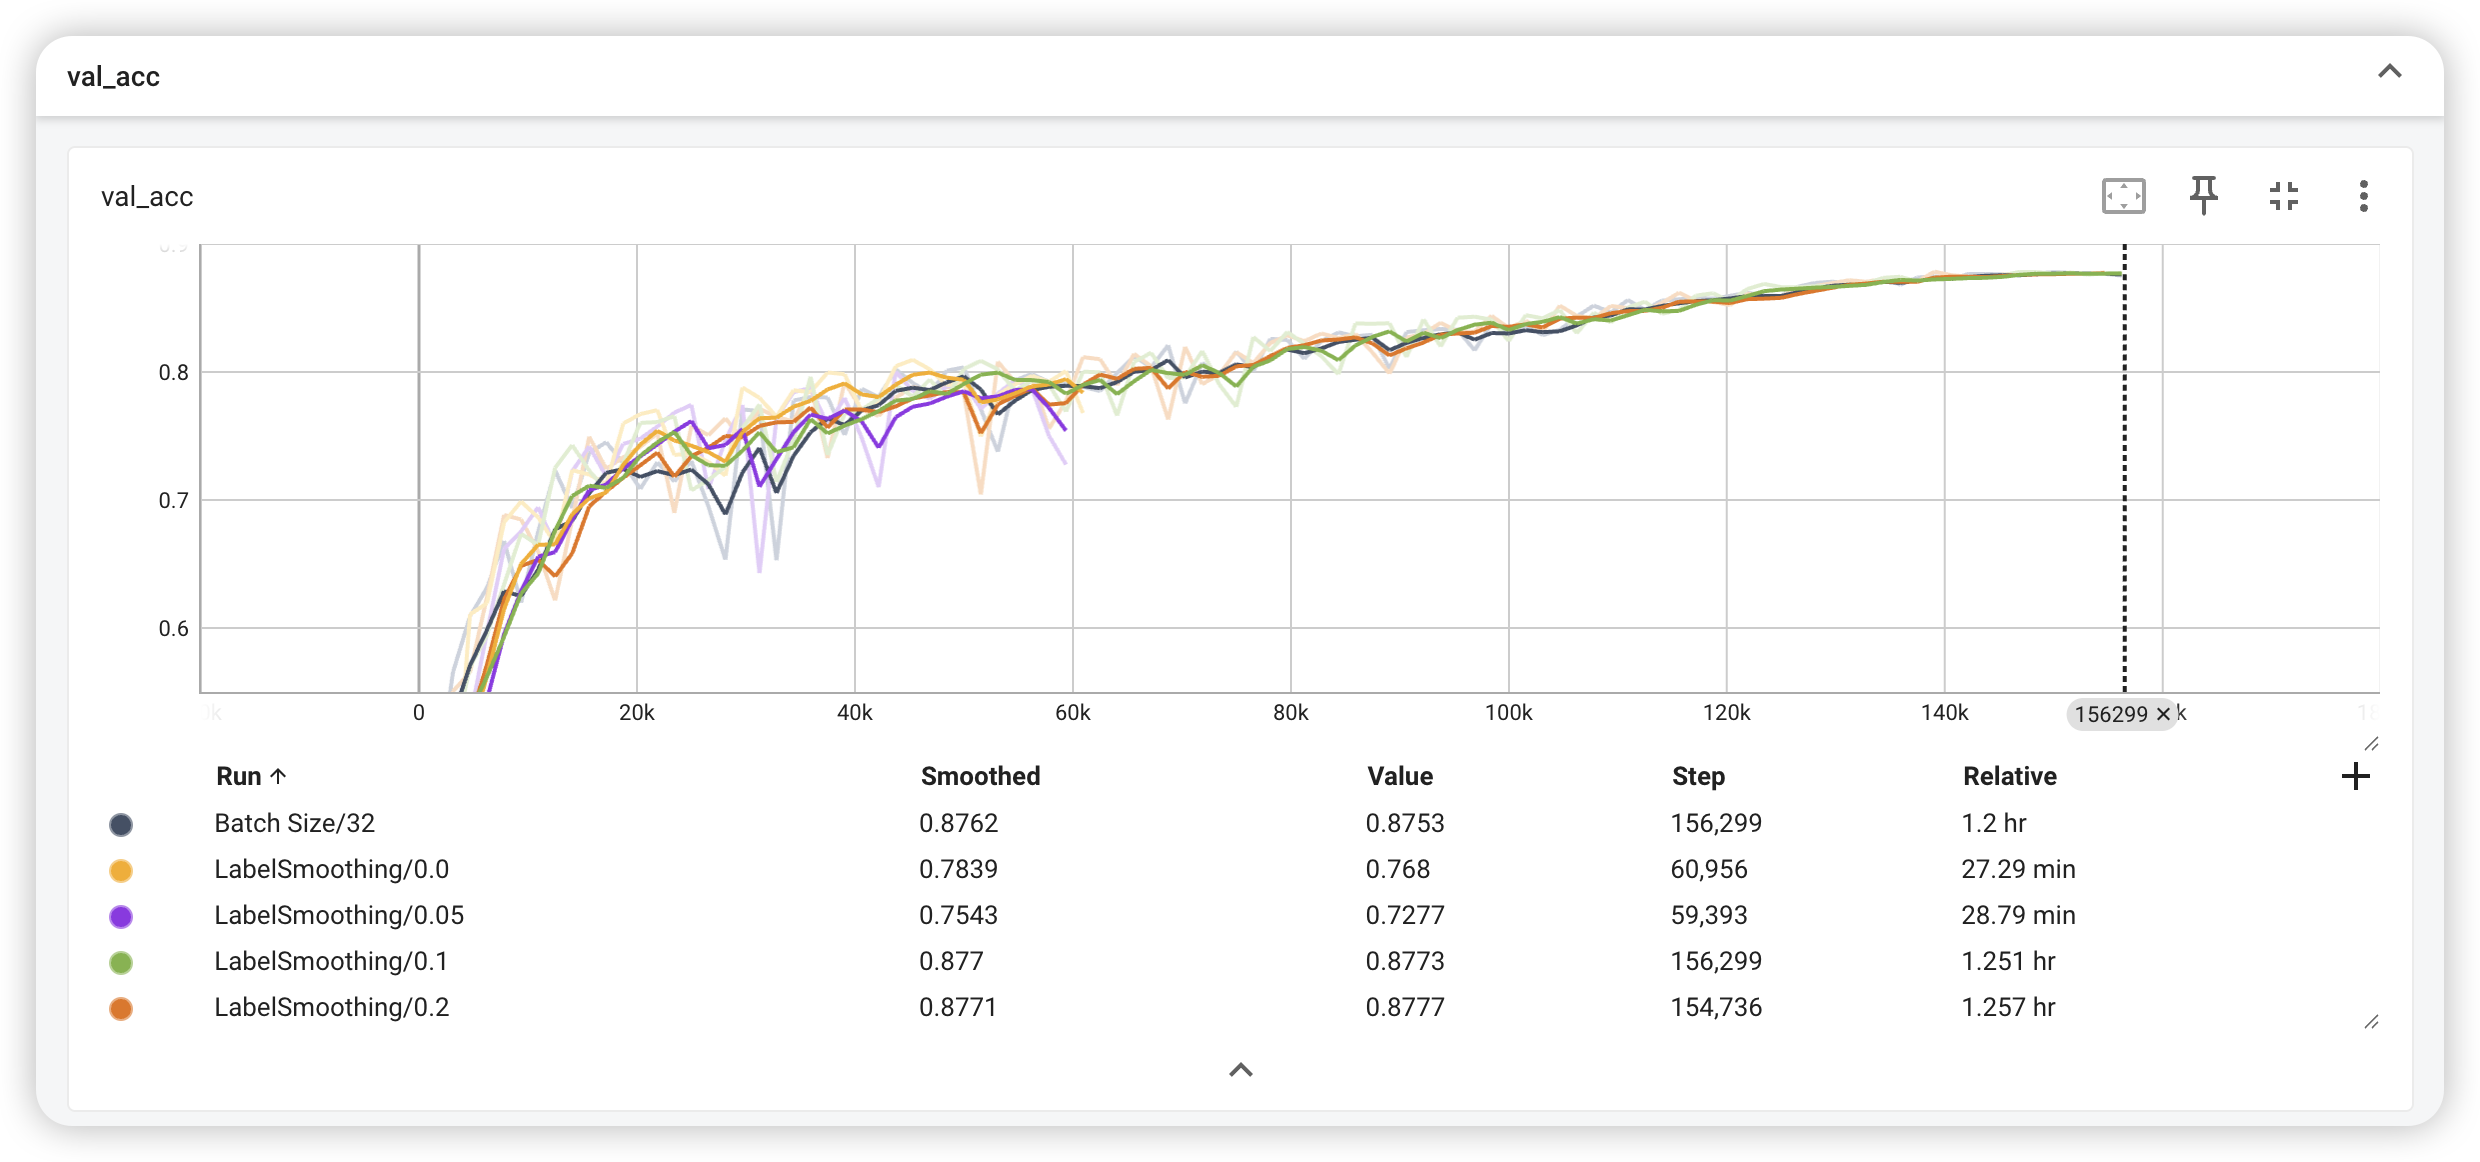 val_acc
val_acc
0.8
0.7
0.6
0 20k 40k 60k 80k 100k 120k 140k 156299 × k
Run ↑ Smoothed Value Step Relative
Batch Size/32 0.8762 0.8753 156,299 1.2 hr
LabelSmoothing/0.0 0.7839 0.768 60,956 27.29 min
LabelSmoothing/0.05 0.7543 0.7277 59,393 28.79 min
LabelSmoothing/0.1 0.877 0.8773 156,299 1.251 hr
LabelSmoothing/0.2 0.8771 0.8777 154,736 1.257 hr